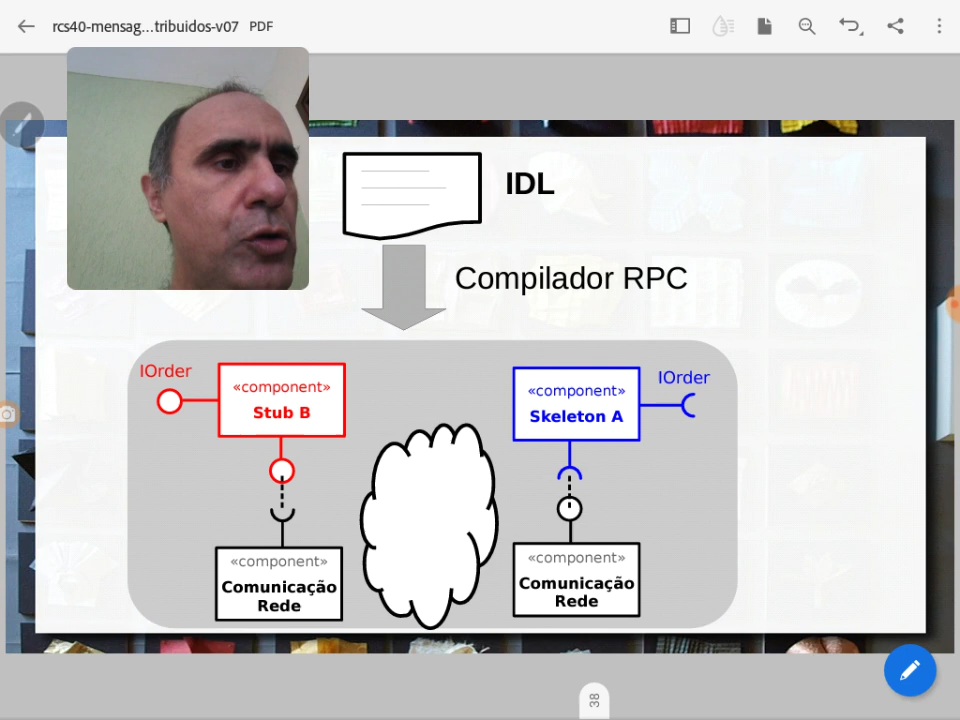 rcs40-mensag...tribuidos-v07 PDF
IDL
Compilador RPC
IOrder
«component»
Stub B
«component»
Skeleton A
IOrder
«component»
Comunicação
Rede
«component»
Comunicação
Rede
38